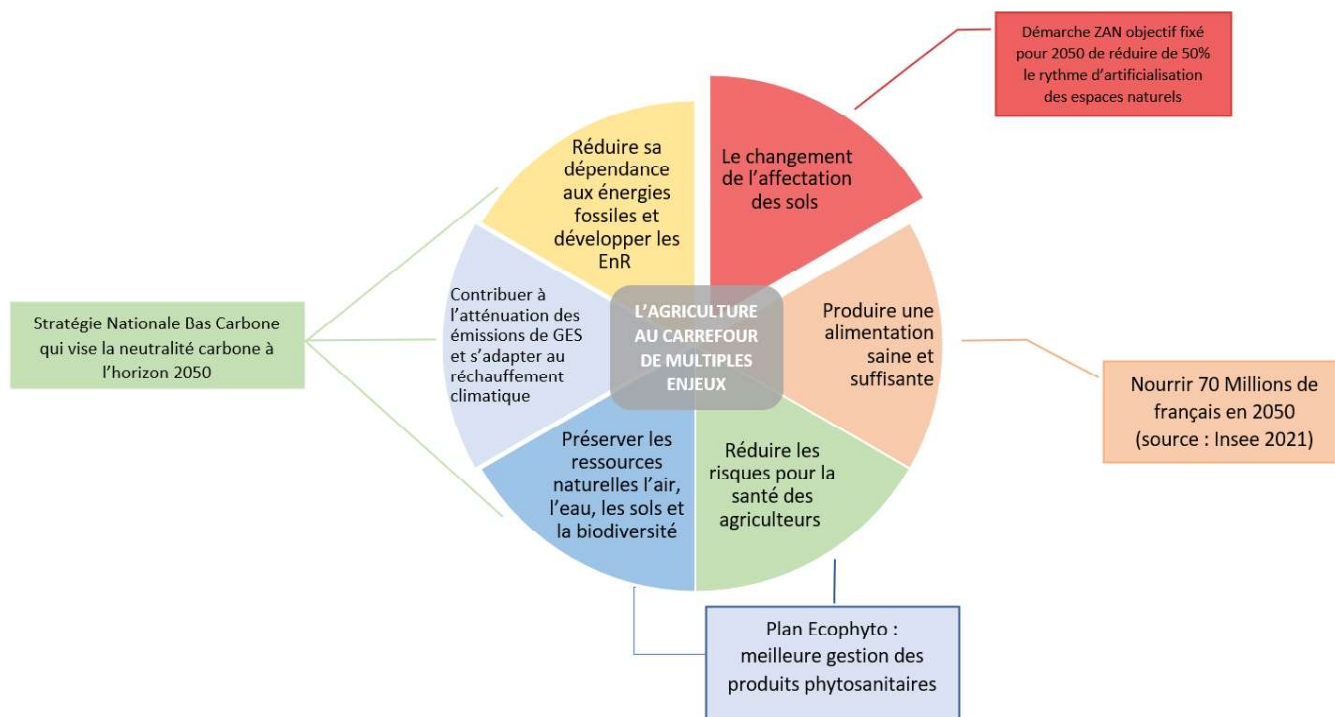 Démarche ZAN objectif fixé
pour 2050 de réduire de 50%
le rythme d'artificialisation
des espaces naturels
Réduire sa
dépendance
aux énergies
fossiles et
développer les
EnR
Le changement
de l'affectation
des sols
Stratégie Nationale Bas Carbone
qui vise la neutralité carbone à
l'horizon 2050
Contribuer à
l'atténuation des
émissions de GES
et s'adapter au
réchauffement
climatique
L'AGRICULTURE
AU CARREFOUR
DE MULTIPLES
ENJEUX
Produire une
alimentation
saine et
suffisante
Nourrir 70 Millions de
français en 2050
(source : Insee 2021)
Préserver les
ressources
naturelles l'air,
l'eau, les sols et
la biodiversité
Réduire les
risques pour la
santé des
agriculteurs
Plan Ecophyto :
meilleure gestion des
produits phytosanitaires